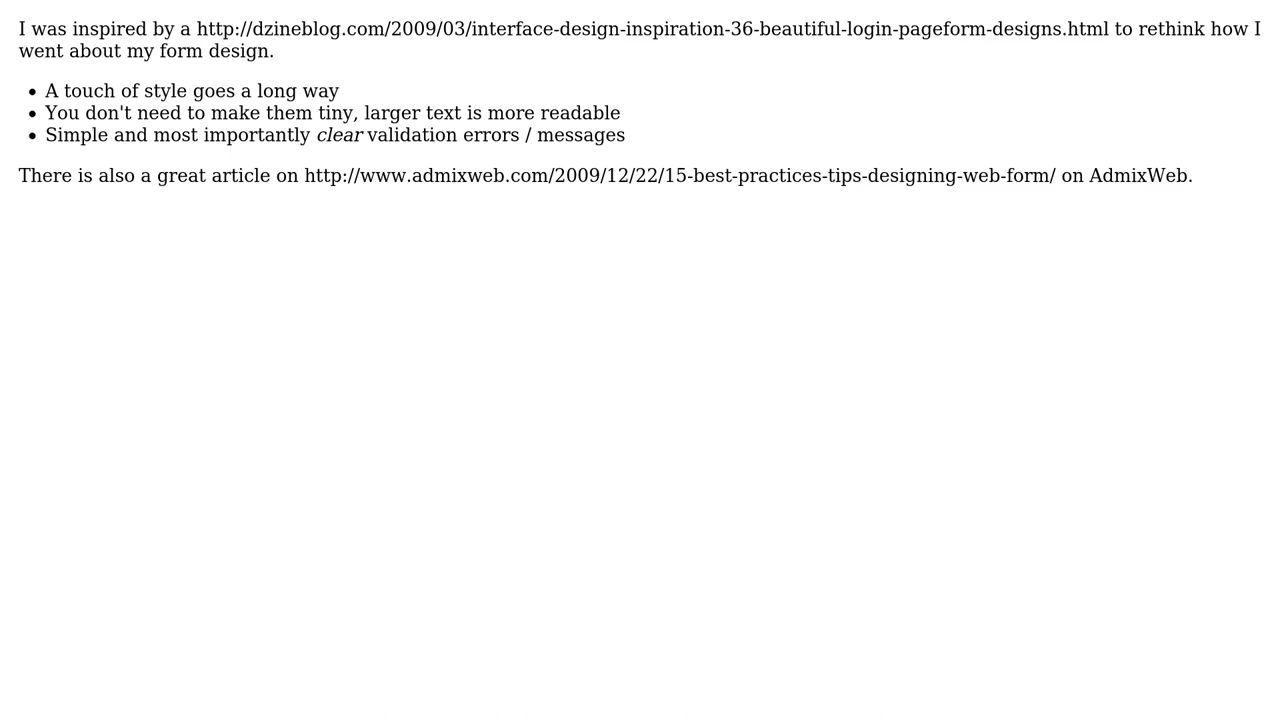 I was inspired by a http://dzineblog.com/2009/03/interface-design-inspiration-36-beautiful-login-pageform-designs.html to rethink how I
went about my form design.
• A touch of style goes a long way
• You don't need to make them tiny, larger text is more readable
• Simple and most importantly clear validation errors / messages
There is also a great article on http://www.admixweb.com/2009/12/22/15-best-practices-tips-designing-web-form/ on AdmixWeb.